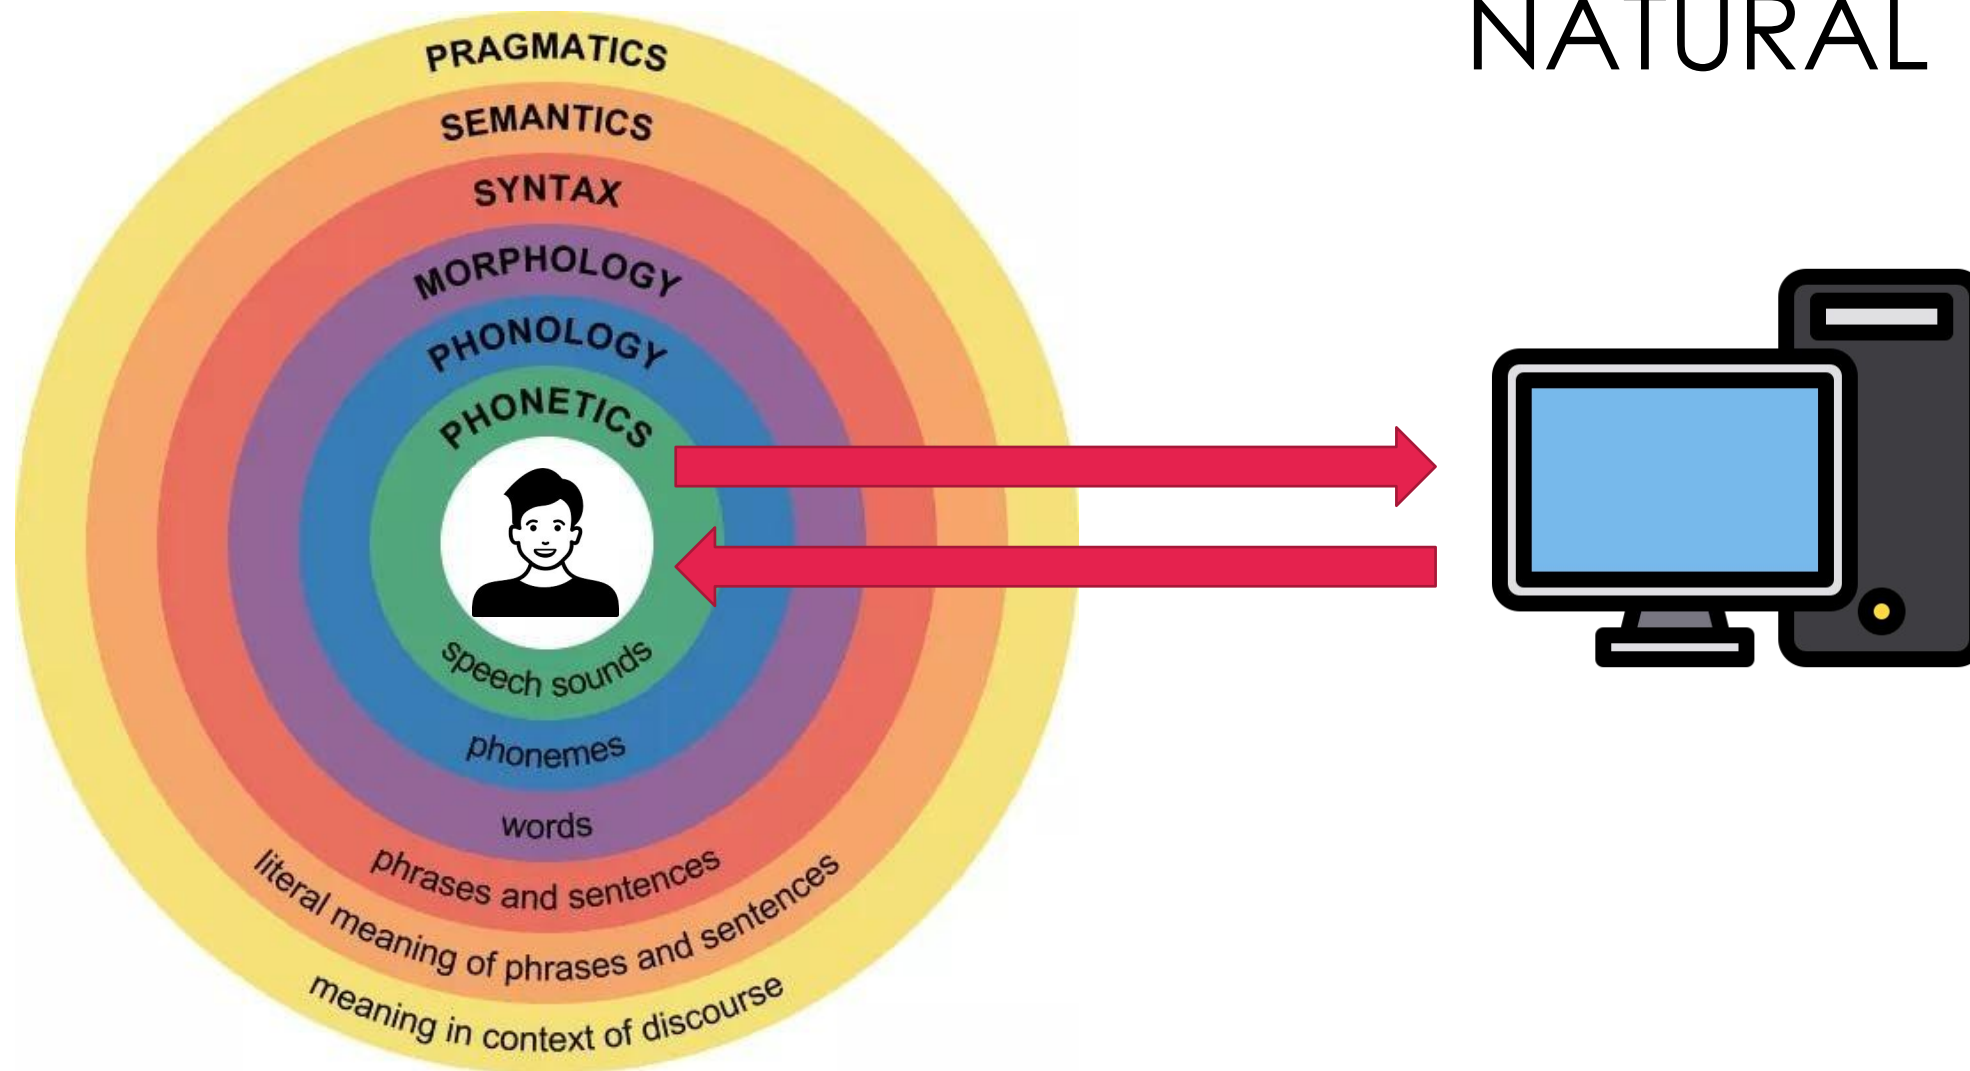 NATURAL
PRAGMATICS
SEMANTICS
SYNTAX
MORPHOLOGY
PHONOLOGY
PHONETICS
speech sounds
phonemes
words
phrases and sentences
literal meaning of phrases and sentences
meaning in context of discourse